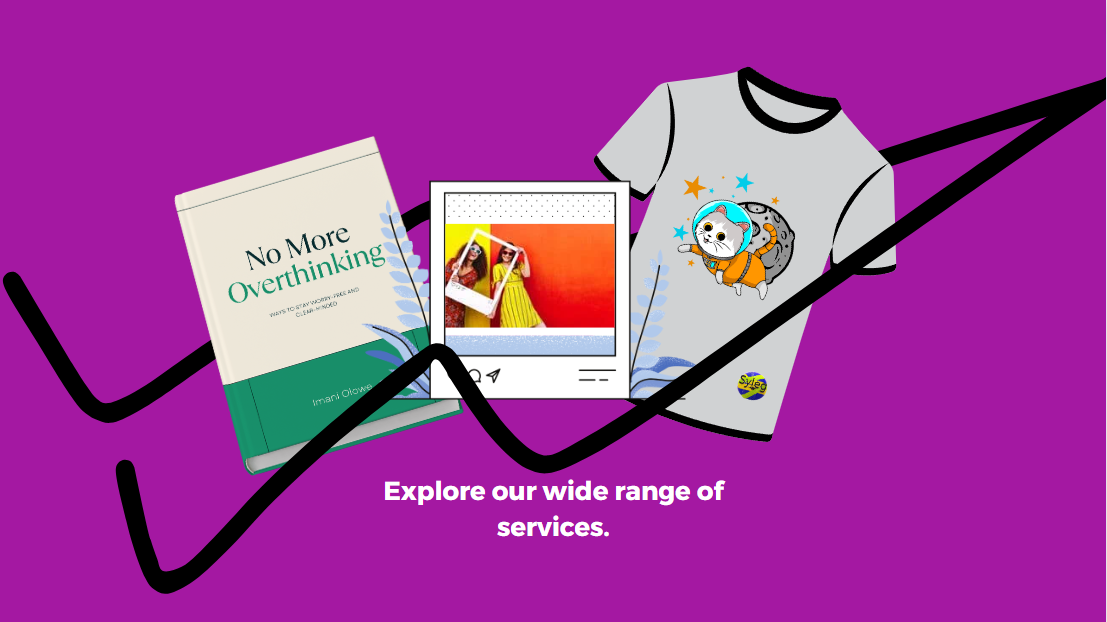 No More
Overthinking
WAYS TO STAY WORRY-FREE AND
CLEAR-MINDED
Imani Olowe
Syleg
Explore our wide range of
services.